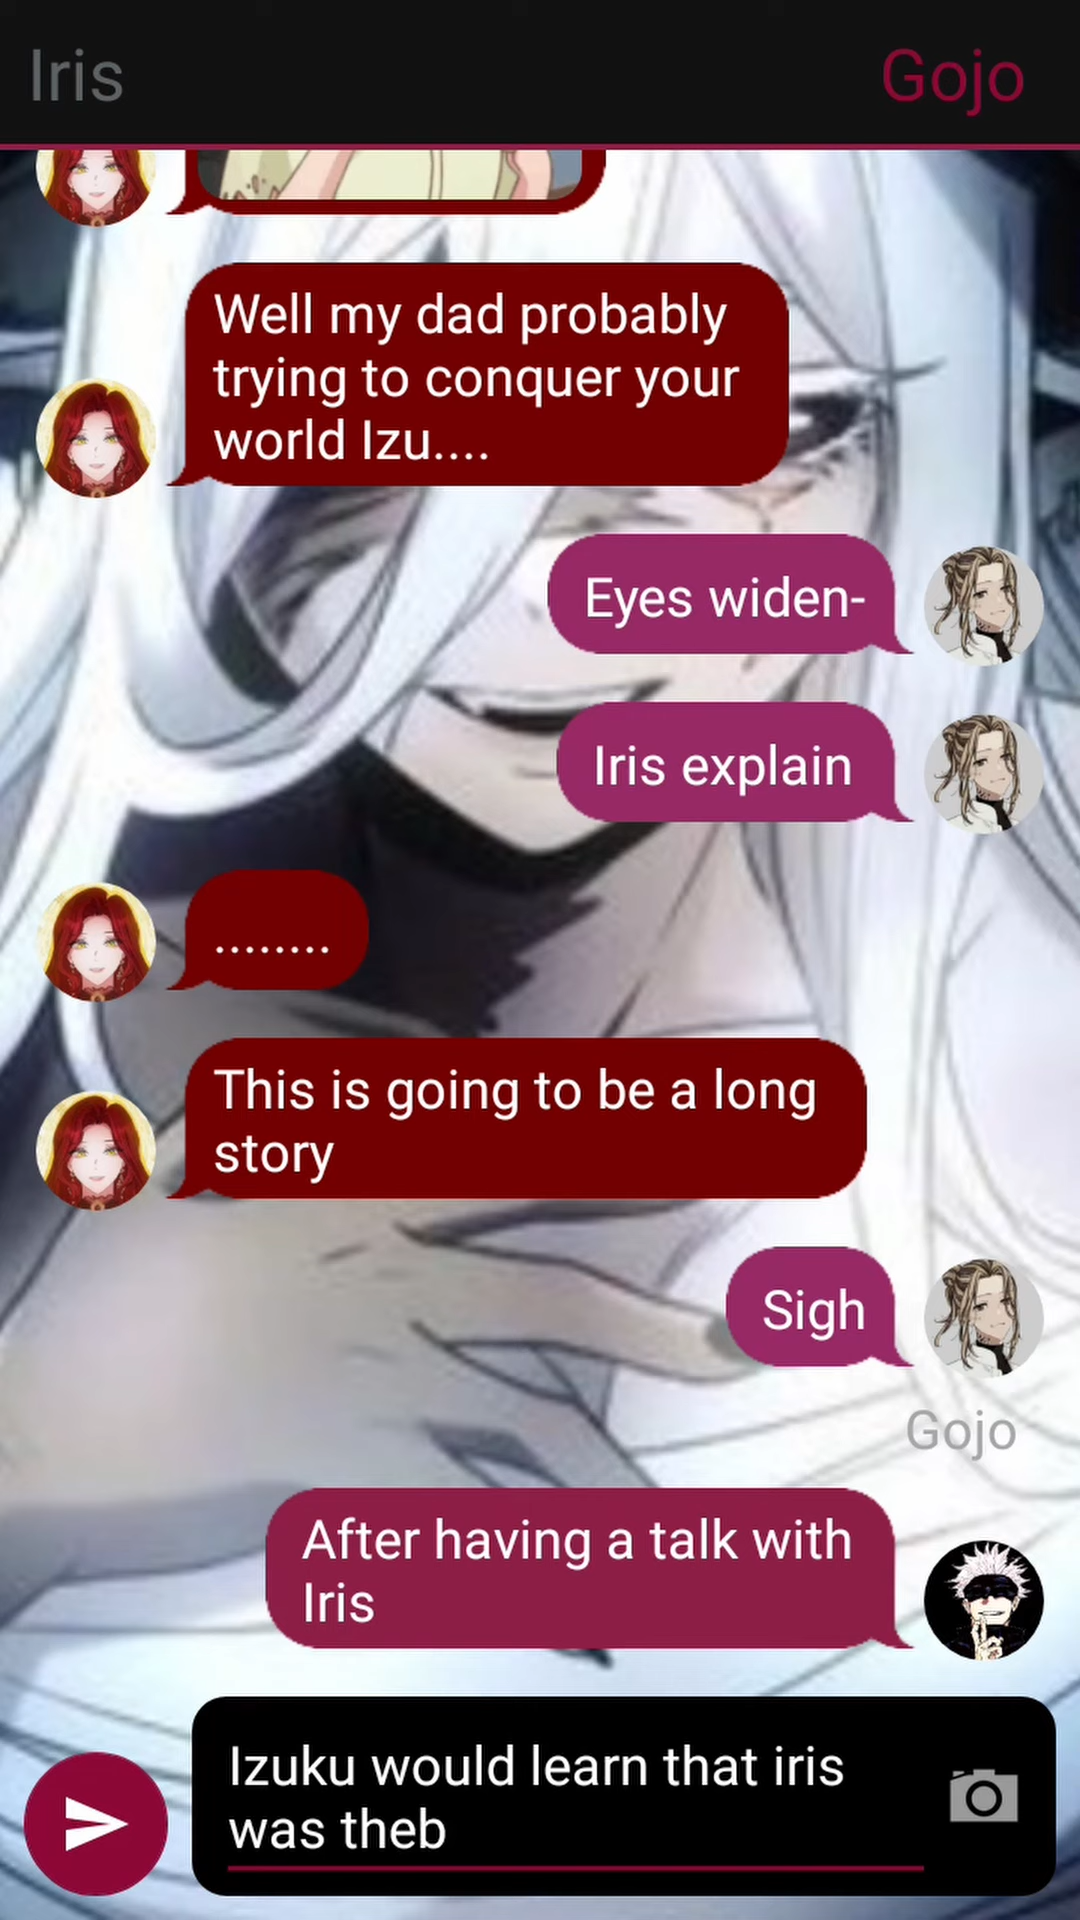 Iris
Gojo
Well my dad probably
trying to conquer your
world Izu....
Eyes widen-
Iris explain
........
This is going to be a long
story
Sigh
Gojo
After having a talk with
Iris
Izuku would learn that iris
was theb